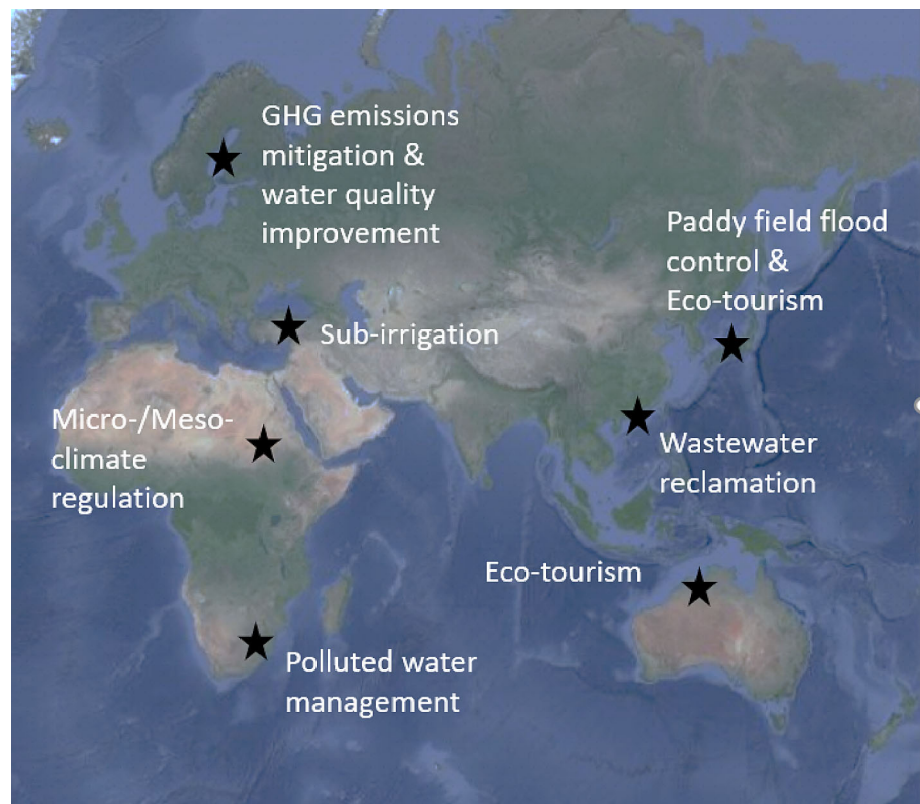 GHG emissions
mitigation &
water quality
improvement
Paddy field flood
control &
Eco-tourism
Sub-irrigation
Micro-/Meso-
climate
regulation
Wastewater
reclamation
Eco-tourism
Polluted water
management